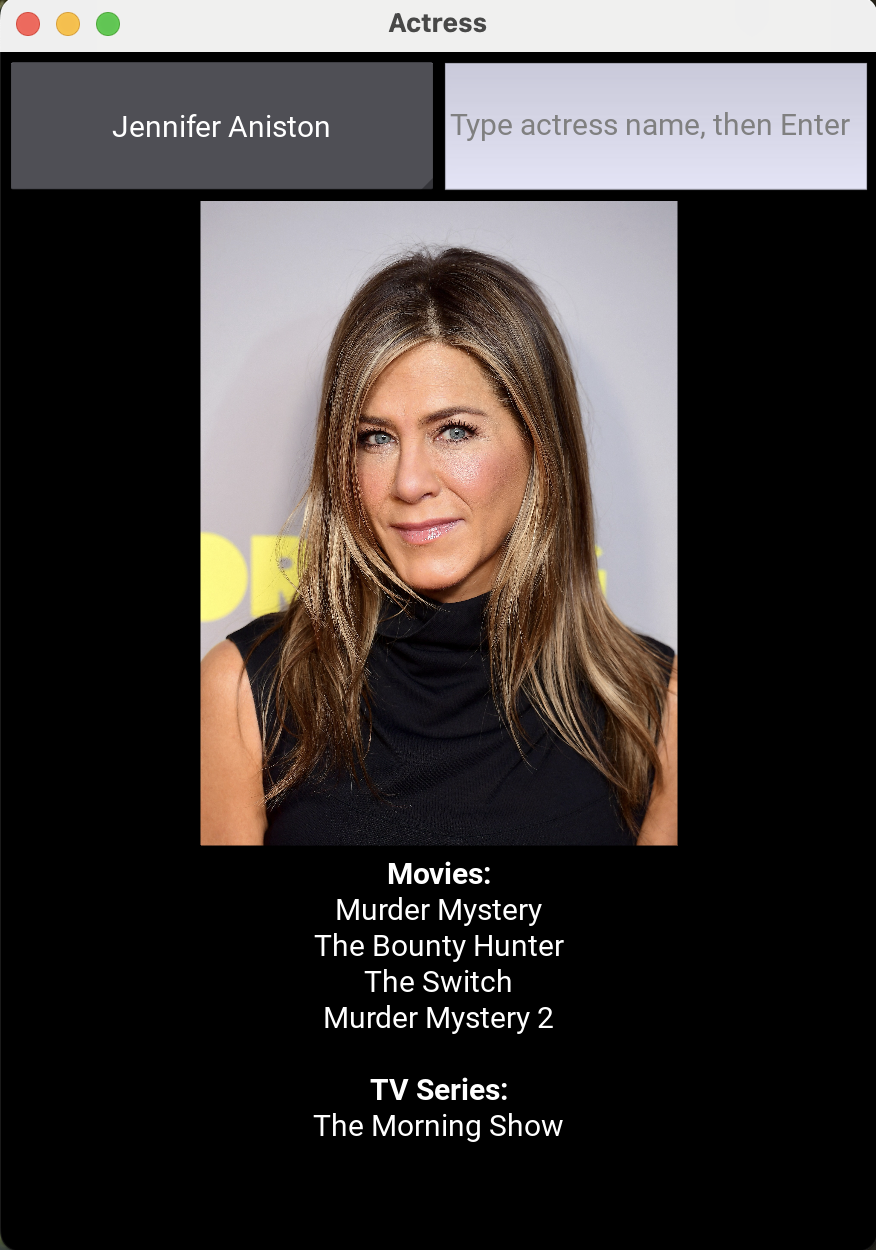 Actress
Jennifer Aniston
Type actress name, then Enter
Movies:
Murder Mystery
The Bounty Hunter
The Switch
Murder Mystery 2
TV Series:
The Morning Show